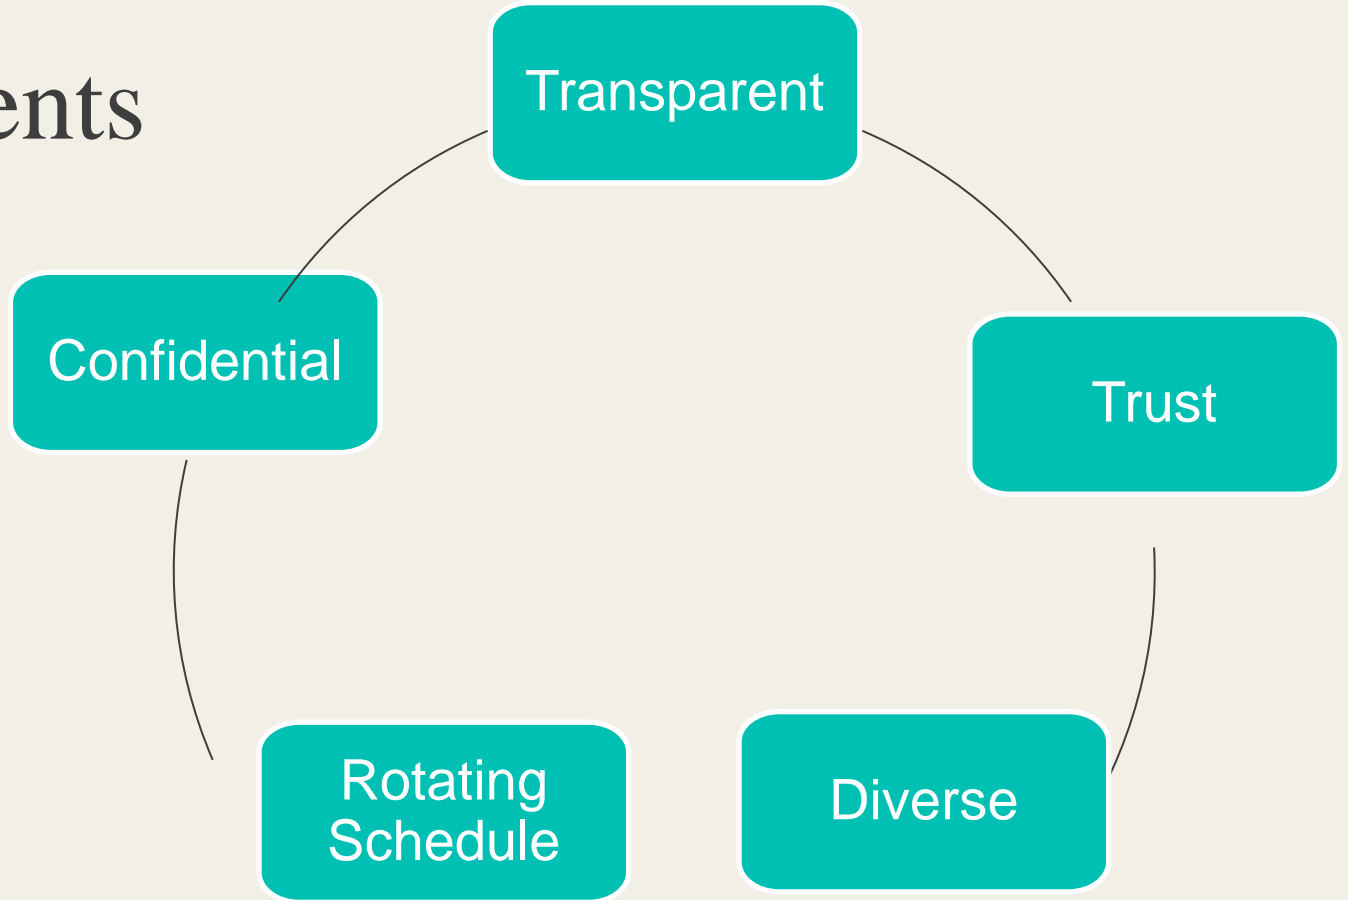 ents
Transparent
Confidential
Trust
Rotating
Schedule
Diverse